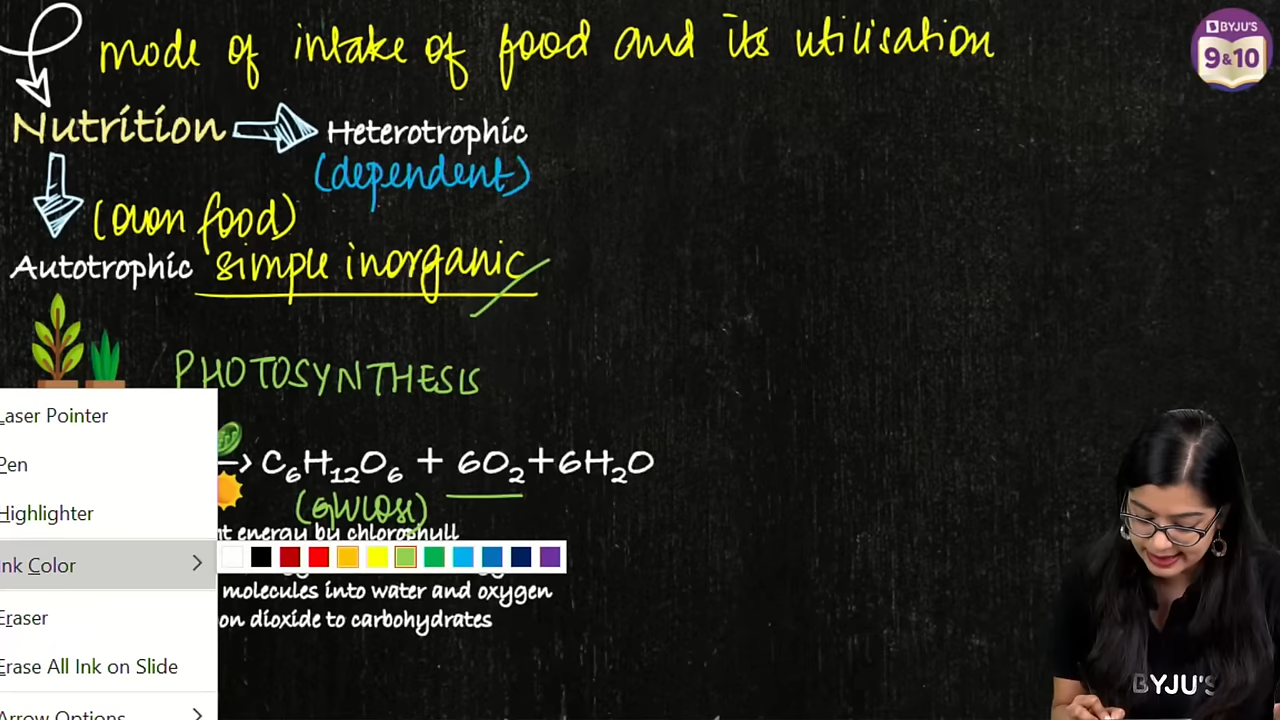 mode of intake of food and its utilisation
BYJU'S
9&10
Nutrition
Heterotrophic
(dependent)
(own food)
Autotrophic simple inorganic
PHOTOSYNTHESIS
Laser Pointer
Pen
C6H12O6 + 6O2+6H2O
Highlighter
(glucose)
t energy by chlorophyll
Ink Color
molecules into water and oxygen
Eraser
on dioxide to carbohydrates
Erase All Ink on Slide
Arrow Options
BYJU'S